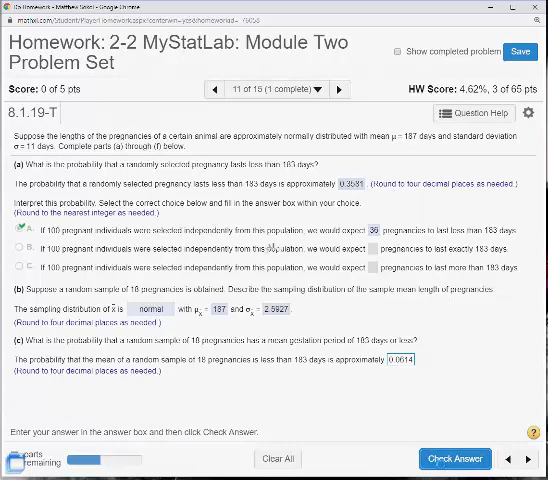 Do Homework - Matthew Sokol - Google Chrome
mathxl.com/Student/PlayerHomework.aspx?
Homework: 2-2 MyStatLab: Module Two
Problem Set
Show completed problem
Save
Score: 0 of 5 pts
11 of 15 (1 complete)
HW Score: 4.62%, 3 of 65 pts
8.1.19-T
Question Help
Suppose the lengths of the pregnancies of a certain animal are approximately normally distributed with mean μ = 187 days and standard deviation
σ = 11 days. Complete parts (a) through (f) below.
(a) What is the probability that a randomly selected pregnancy lasts less than 183 days?
The probability that a randomly selected pregnancy lasts less than 183 days is approximately 0.3581. (Round to four decimal places as needed.)
Interpret this probability. Select the correct choice below and fill in the answer box within your choice.
(Round to the nearest integer as needed.)
A. If 100 pregnant individuals were selected independently from this population, we would expect 36 pregnancies to last less than 183 days.
B. If 100 pregnant individuals were selected independently from this population, we would expect pregnancies to last exactly 183 days.
C. If 100 pregnant individuals were selected independently from this population, we would expect pregnancies to last more than 183 days.
(b) Suppose a random sample of 18 pregnancies is obtained. Describe the sampling distribution of the sample mean length of pregnancies.
The sampling distribution of x̅ is normal with μx̅ = 187 and σx̅ = 2.5927.
(Round to four decimal places as needed.)
(c) What is the probability that a random sample of 18 pregnancies has a mean gestation period of 183 days or less?
The probability that the mean of a random sample of 18 pregnancies is less than 183 days is approximately 0.0614
(Round to four decimal places as needed.)
Enter your answer in the answer box and then click Check Answer.
?
parts
remaining
Clear All
Check Answer